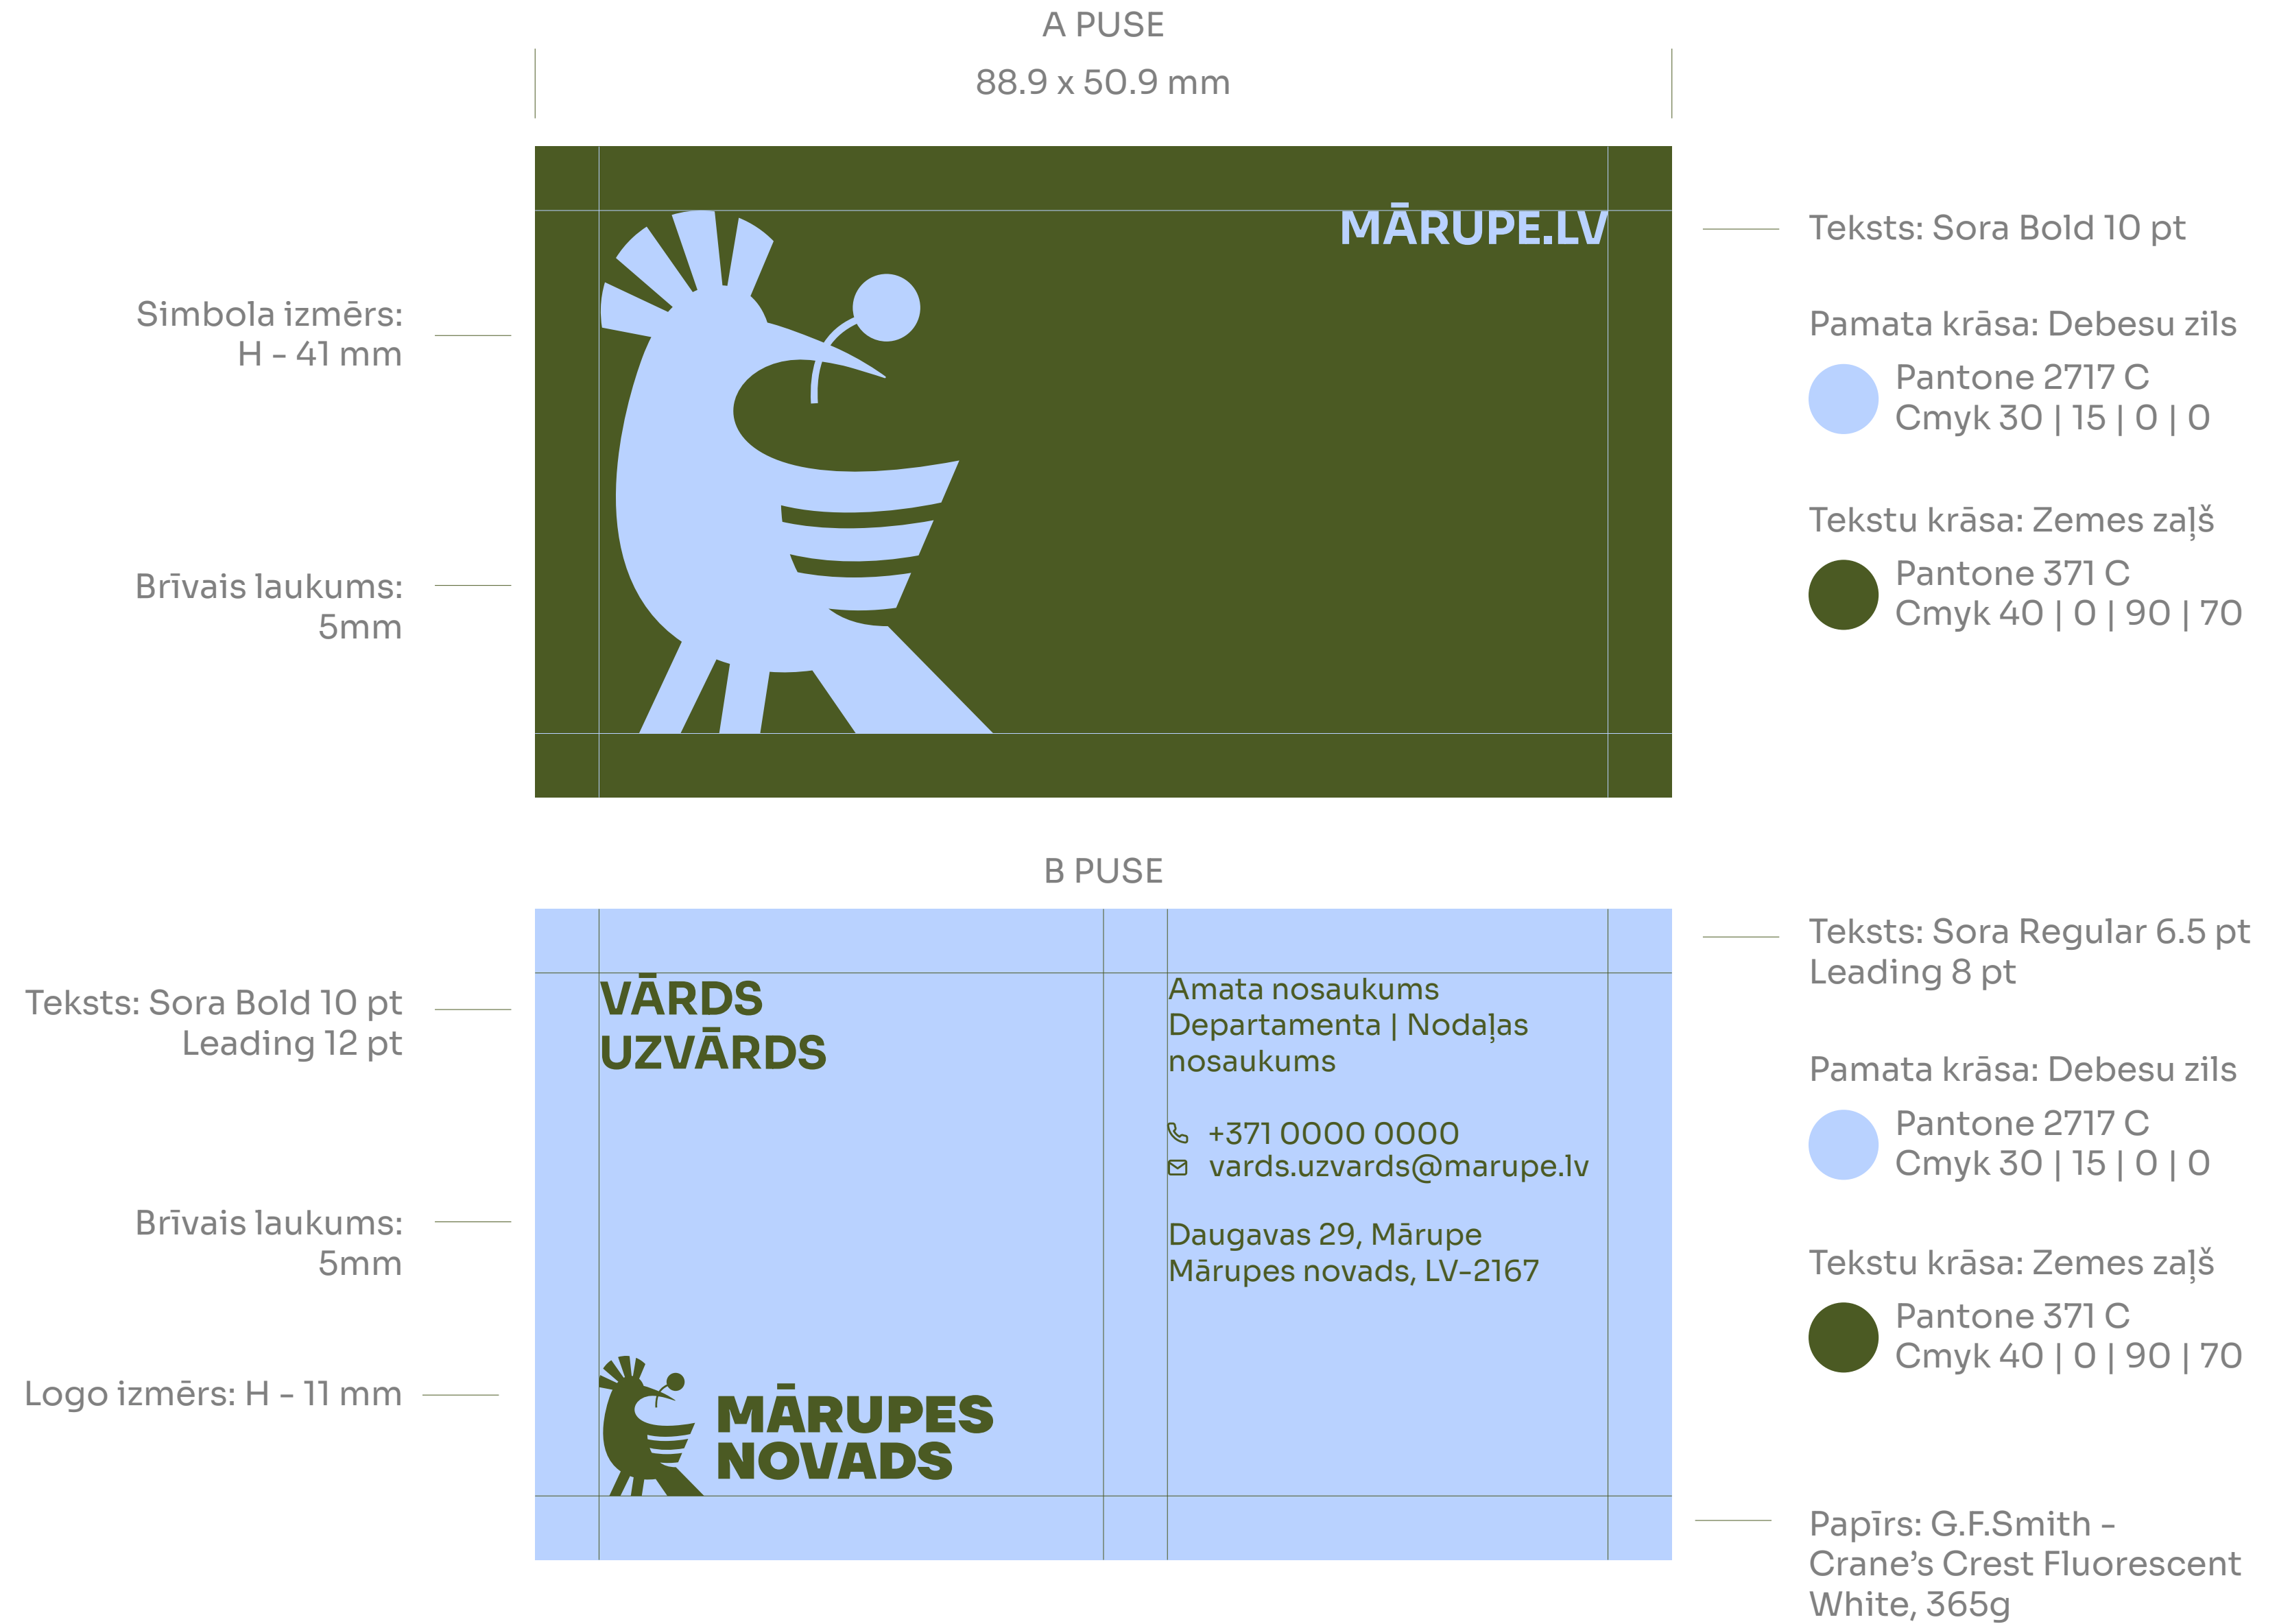 A PUSE
88.9 x 50.9 mm
MĀRUPE.LV
Simbola izmērs:
H – 41 mm
Brīvais laukums:
5mm
Teksts: Sora Bold 10 pt
Pamata krāsa: Debesu zils
Pantone 2717 C
Cmyk 30 | 15 | 0 | 0
Tekstu krāsa: Zemes zaļš
Pantone 371 C
Cmyk 40 | 0 | 90 | 70
B PUSE
Teksts: Sora Bold 10 pt
Leading 12 pt
Brīvais laukums:
5mm
Logo izmērs: H – 11 mm
VĀRDS
UZVĀRDS
MĀRUPES
NOVADS
Amata nosaukums
Departamenta | Nodaļas
nosaukums
+371 0000 0000
vards.uzvards@marupe.lv
Daugavas 29, Mārupe
Mārupes novads, LV-2167
Teksts: Sora Regular 6.5 pt
Leading 8 pt
Pamata krāsa: Debesu zils
Pantone 2717 C
Cmyk 30 | 15 | 0 | 0
Tekstu krāsa: Zemes zaļš
Pantone 371 C
Cmyk 40 | 0 | 90 | 70
Papīrs: G.F.Smith –
Crane’s Crest Fluorescent
White, 365g